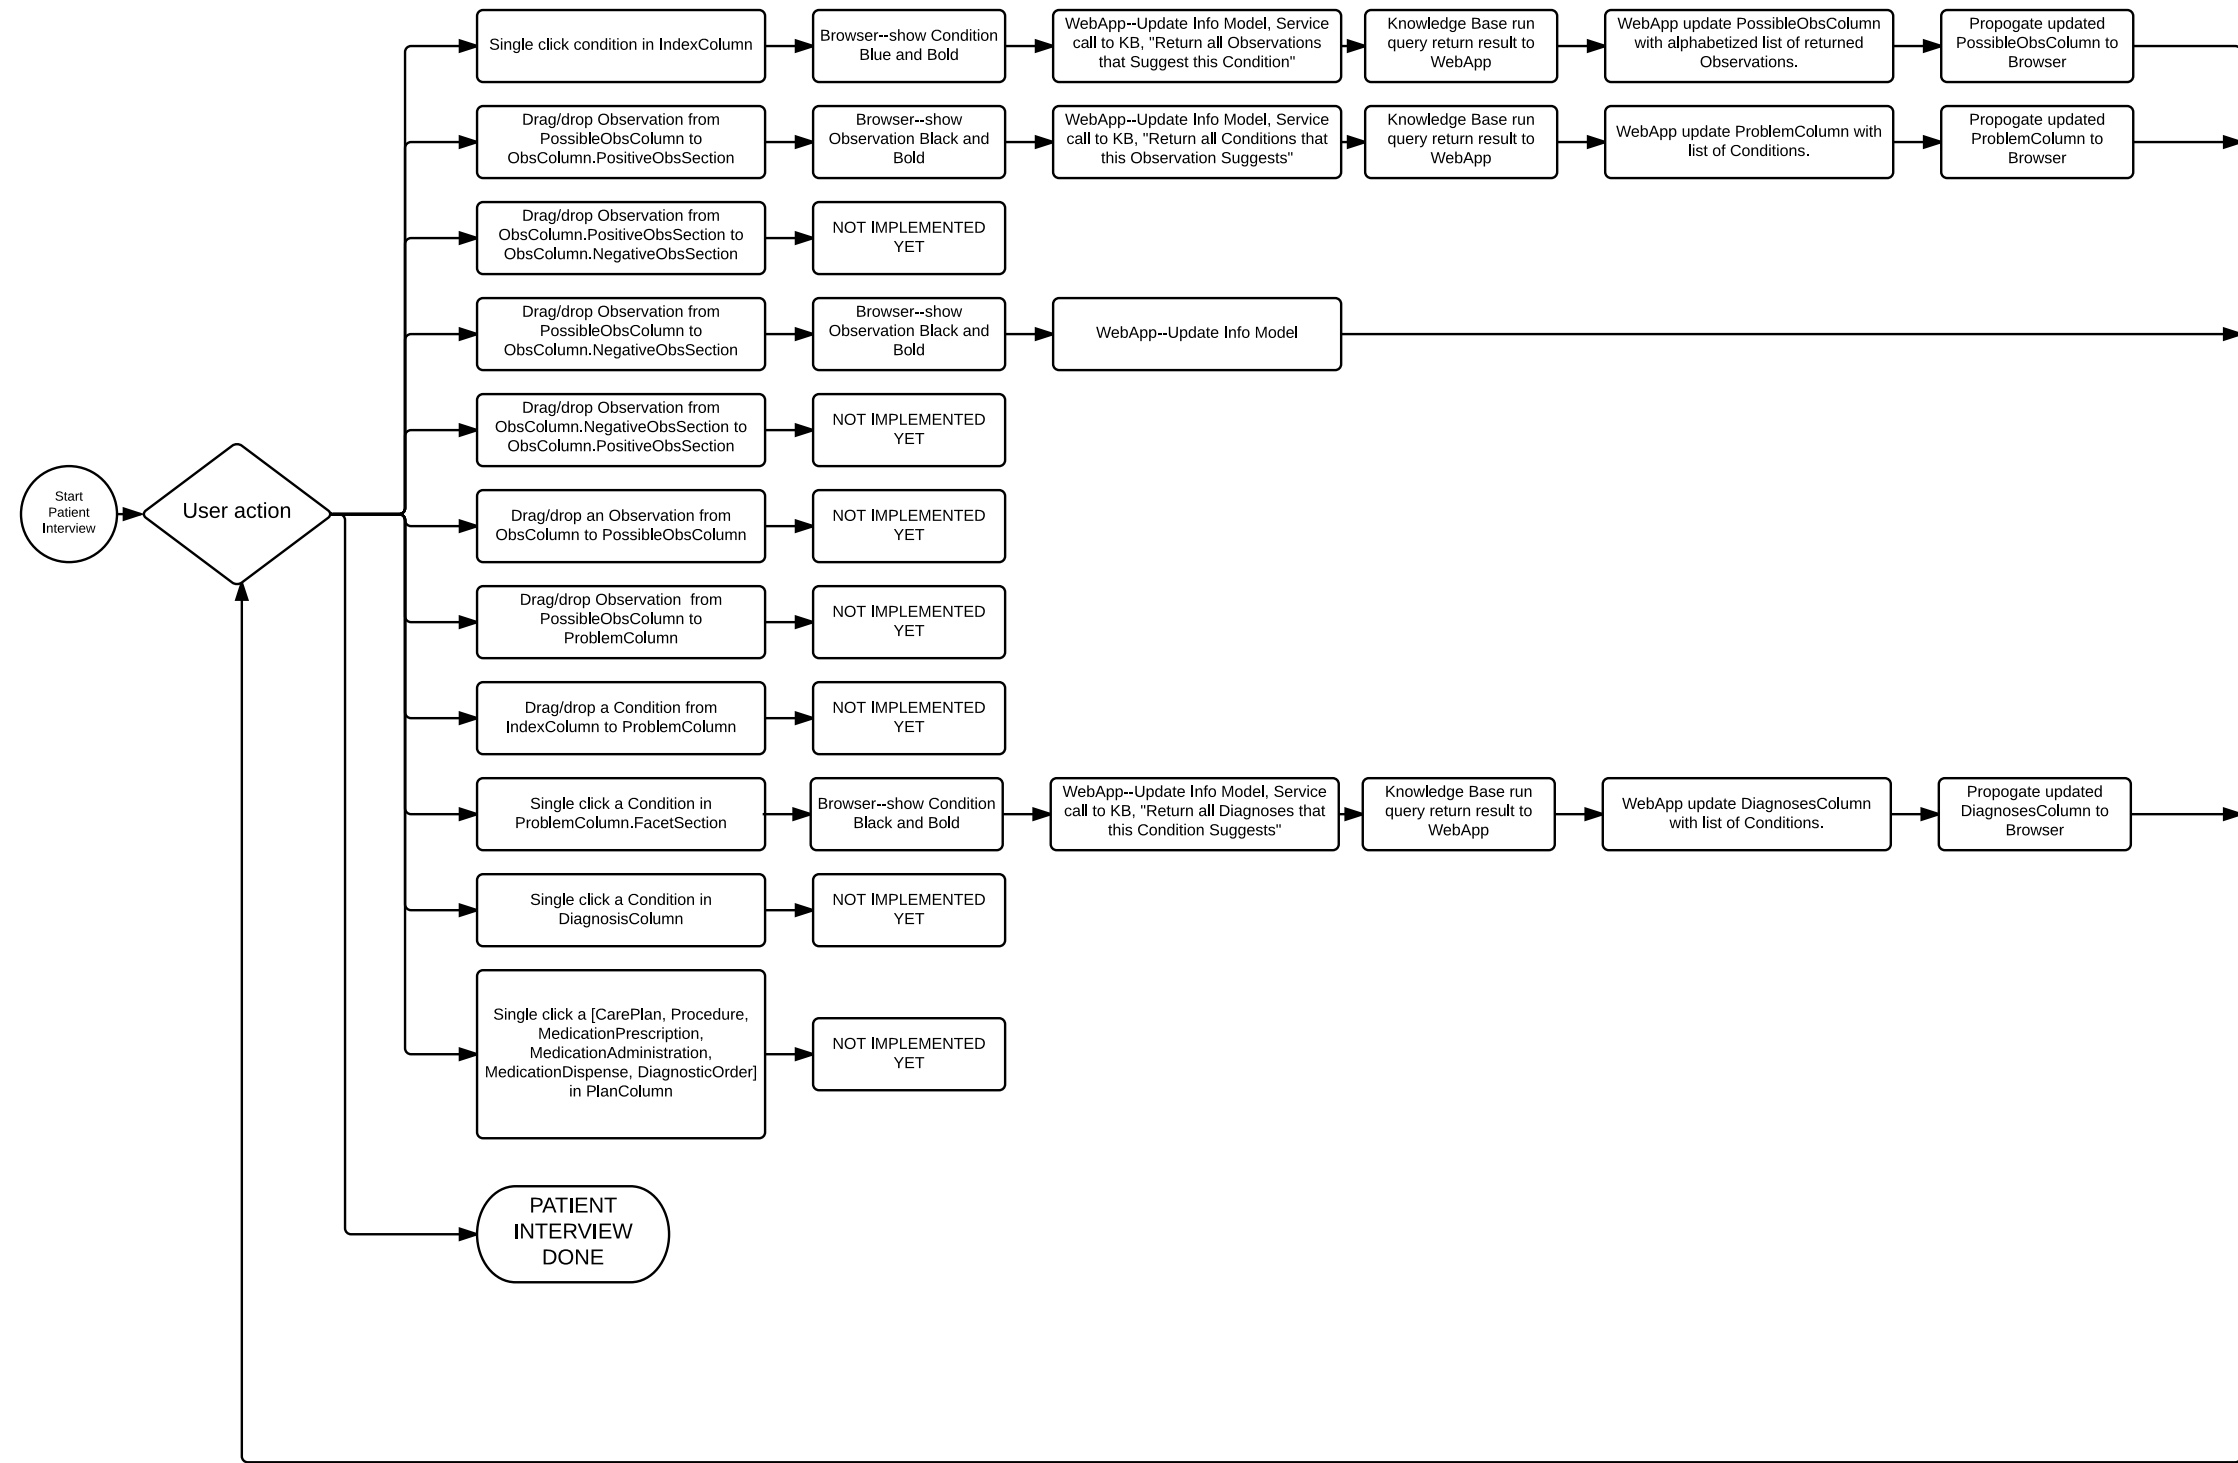 Single click condition in IndexColumn
Browser--show Condition
Blue and Bold
WebApp--Update Info Model, Service
call to KB, "Return all Observations
that Suggest this Condition"
Knowledge Base run
query return result to
WebApp
WebApp update PossibleObsColumn
with alphabetized list of returned
Observations.
Propogate updated
PossibleObsColumn to
Browser
Drag/drop Observation from
PossibleObsColumn to
ObsColumn.PositiveObsSection
Browser--show
Observation Black and
Bold
WebApp--Update Info Model, Service
call to KB, "Return all Conditions that
this Observation Suggests"
Knowledge Base run
query return result to
WebApp
WebApp update ProblemColumn with
list of Conditions.
Propogate updated
ProblemColumn to
Browser
Drag/drop Observation from
ObsColumn.PositiveObsSection to
ObsColumn.NegativeObsSection
NOT IMPLEMENTED
YET
Drag/drop Observation from
PossibleObsColumn to
ObsColumn.NegativeObsSection
Browser--show
Observation Black and
Bold
WebApp--Update Info Model
Drag/drop Observation from
ObsColumn.NegativeObsSection to
ObsColumn.PositiveObsSection
NOT IMPLEMENTED
YET
Start
Patient
Interview
User action
Drag/drop an Observation from
ObsColumn to PossibleObsColumn
NOT IMPLEMENTED
YET
Drag/drop Observation  from
PossibleObsColumn to
ProblemColumn
NOT IMPLEMENTED
YET
Drag/drop a Condition from
IndexColumn to ProblemColumn
NOT IMPLEMENTED
YET
Single click a Condition in
ProblemColumn.FacetSection
Browser--show Condition
Black and Bold
WebApp--Update Info Model, Service
call to KB, "Return all Diagnoses that
this Condition Suggests"
Knowledge Base run
query return result to
WebApp
WebApp update DiagnosesColumn
with list of Conditions.
Propogate updated
DiagnosesColumn to
Browser
Single click a Condition in
DiagnosisColumn
NOT IMPLEMENTED
YET
Single click a [CarePlan, Procedure,
MedicationPrescription,
MedicationAdministration,
MedicationDispense, DiagnosticOrder]
in PlanColumn
NOT IMPLEMENTED
YET
PATIENT
INTERVIEW
DONE